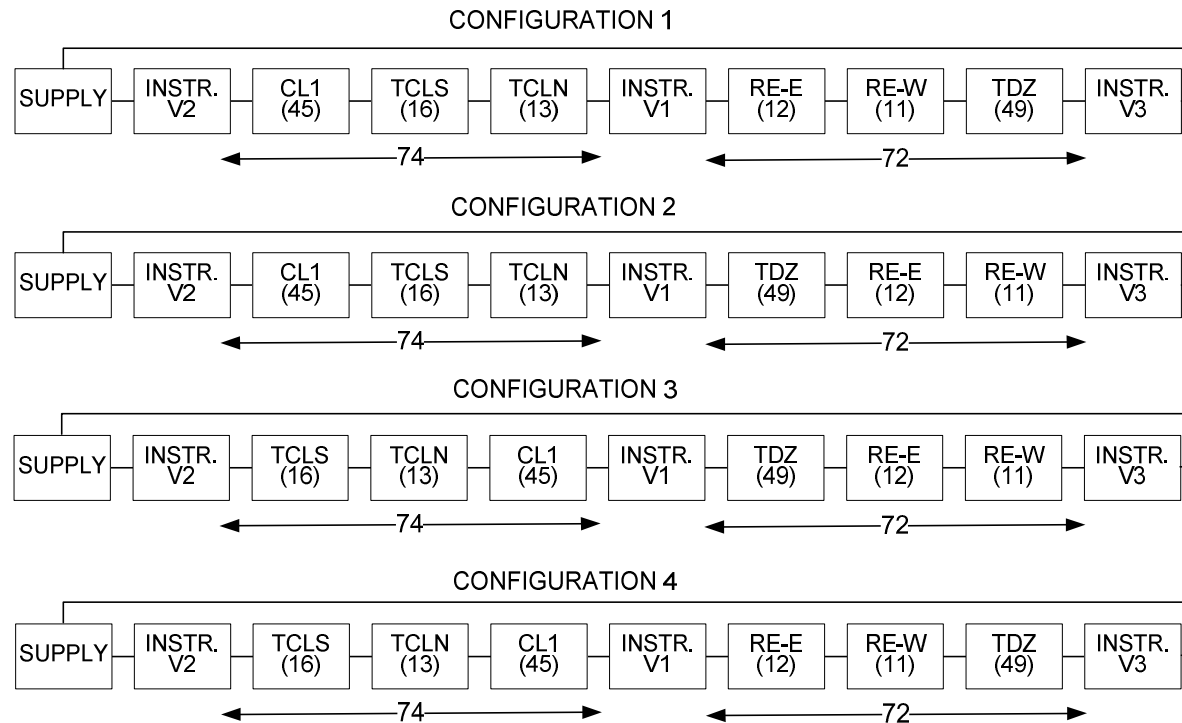 CONFIGURATION 1
SUPPLY
INSTR.
V2
CL1
(45)
TCLS
(16)
TCLN
(13)
INSTR.
V1
RE-E
(12)
RE-W
(11)
TDZ
(49)
INSTR.
V3
74
72
CONFIGURATION 2
SUPPLY
INSTR.
V2
CL1
(45)
TCLS
(16)
TCLN
(13)
INSTR.
V1
TDZ
(49)
RE-E
(12)
RE-W
(11)
INSTR.
V3
74
72
CONFIGURATION 3
SUPPLY
INSTR.
V2
TCLS
(16)
TCLN
(13)
CL1
(45)
INSTR.
V1
TDZ
(49)
RE-E
(12)
RE-W
(11)
INSTR.
V3
74
72
CONFIGURATION 4
SUPPLY
INSTR.
V2
TCLS
(16)
TCLN
(13)
CL1
(45)
INSTR.
V1
RE-E
(12)
RE-W
(11)
TDZ
(49)
INSTR.
V3
74
72